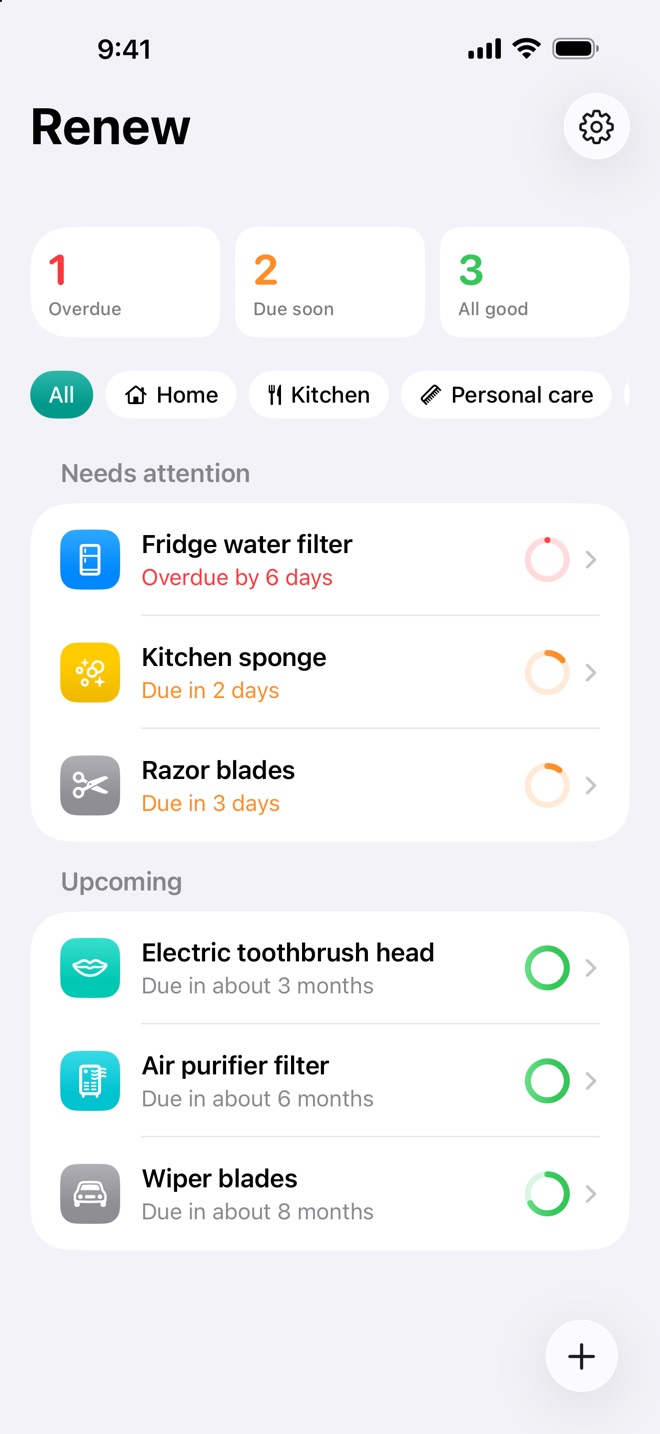 9:41
Renew
1
Overdue
2
Due soon
3
All good
All
Home
Kitchen
Personal care
Needs attention
Fridge water filter
Overdue by 6 days
Kitchen sponge
Due in 2 days
Razor blades
Due in 3 days
Upcoming
Electric toothbrush head
Due in about 3 months
Air purifier filter
Due in about 6 months
Wiper blades
Due in about 8 months